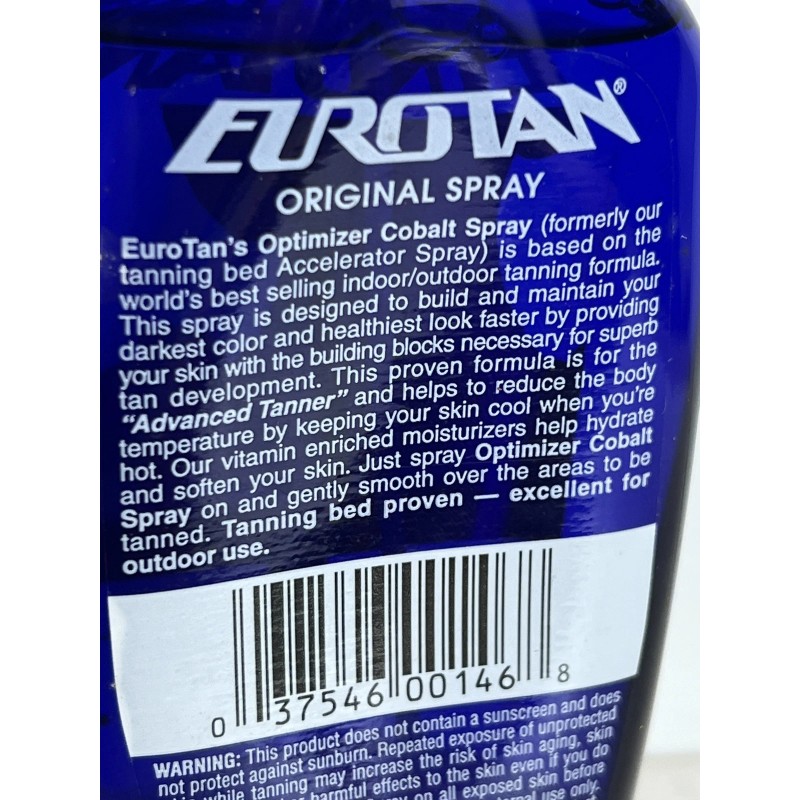 EUROTAN®
ORIGINAL SPRAY
EuroTan's Optimizer Cobalt Spray (formerly our
tanning bed Accelerator Spray) is based on the
world's best selling indoor/outdoor tanning formula.
This spray is designed to build and maintain your
darkest color and healthiest look faster by providing
your skin with the building blocks necessary for superb
tan development. This proven formula is for the
"Advanced Tanner" and helps to reduce the body
temperature by keeping your skin cool when you're
hot. Our vitamin enriched moisturizers help hydrate
and soften your skin. Just spray Optimizer Cobalt
Spray on and gently smooth over the areas to be
tanned. Tanning bed proven — excellent for
outdoor use.
0 37546 00146 8
WARNING: This product does not contain a sunscreen and does
not protect against sunburn. Repeated exposure of unprotected
skin while tanning may increase the risk of skin aging, skin
harmful effects to the skin even if you do
on all exposed skin before
use only.